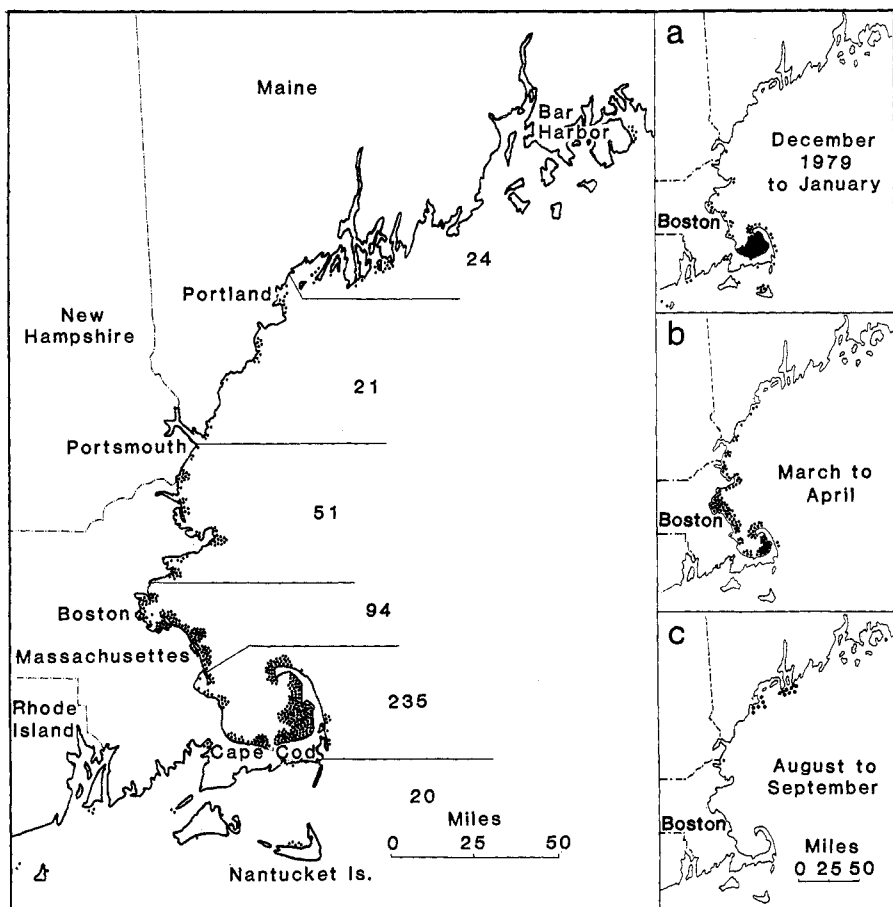 Maine
Bar
Harbor
24
Portland
New
Hampshire
21
Portsmouth
51
Boston
94
Massachusettes
235
Rhode
Island
Cape Cod
20
Miles
0 25 50
Nantucket Is.
a
December
1979
to January
Boston
b
March to
April
Boston
c
August to
September
Boston
Miles
0 25 50